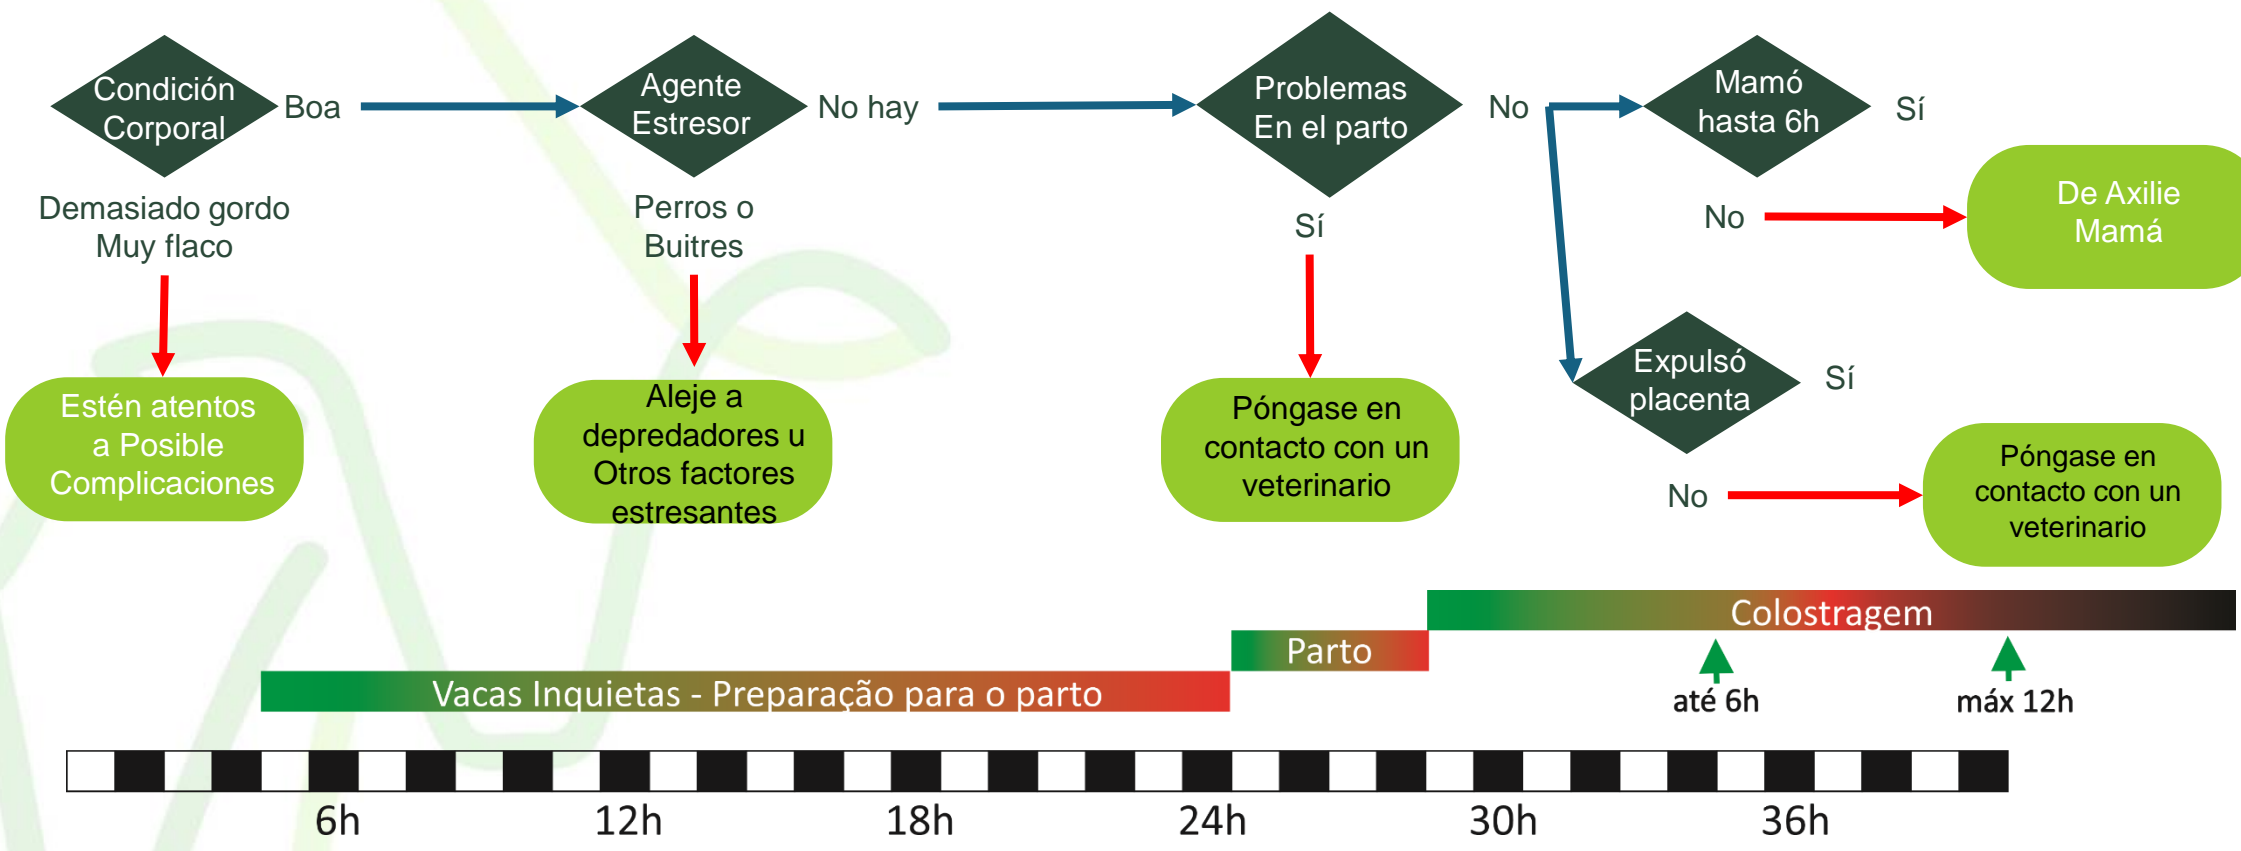 Condición
Corporal
Boa
Demasiado gordo
Muy flaco
Estén atentos
a Posible
Complicaciones
Agente
Estresor
No hay
Perros o
Buitres
Aleje a
depredadores u
Otros factores
estresantes
Problemas
En el parto
No
Sí
Póngase en
contacto con un
veterinario
Mamó
hasta 6h
Sí
No
De Axilie
Mamá
Expulsó
placenta
Sí
No
Póngase en
contacto con un
veterinario
Colostragem
Parto
Vacas Inquietas - Preparação para o parto
até 6h
máx 12h
6h
12h
18h
24h
30h
36h